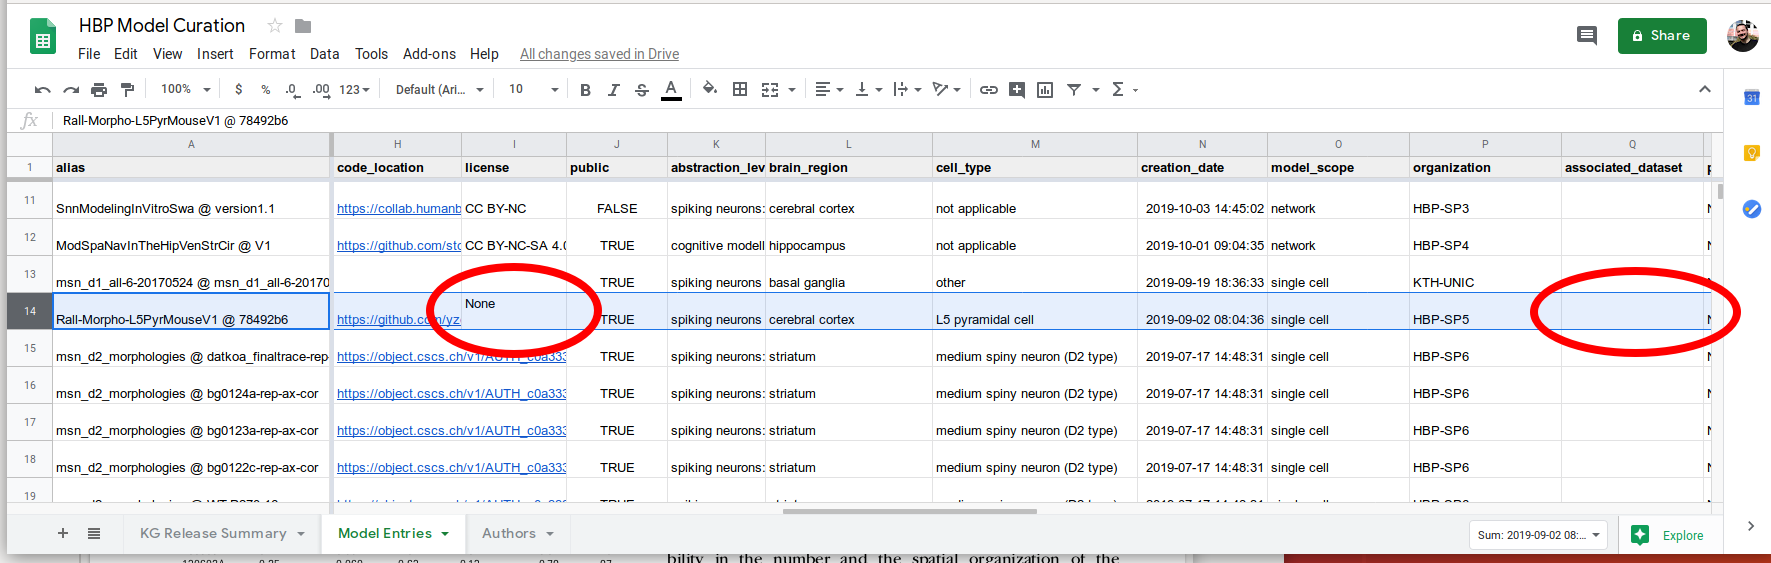 HBP Model Curation
File Edit View Insert Format Data Tools Add-ons Help All changes saved in Drive
Share
100% $ % .0 .00 123 Default (Ari... 10 B I S A Σ
31
fx Rall-Morpho-L5PyrMouseV1 @ 78492b6
A H I J K L M N O P Q
1 alias code_location license public abstraction_lev brain_region cell_type creation_date model_scope organization associated_dataset
11 SnnModelingInVitroSwa @ version1.1 https://collab.humanb CC BY-NC FALSE spiking neurons: cerebral cortex not applicable 2019-10-03 14:45:02 network HBP-SP3
12 ModSpaNavInTheHipVenStrCir @ V1 https://github.com/stc CC BY-NC-SA 4.0 TRUE cognitive modell hippocampus not applicable 2019-10-01 09:04:35 network HBP-SP4
13 msn_d1_all-6-20170524 @ msn_d1_all-6-20170 TRUE spiking neurons basal ganglia other 2019-09-19 18:36:33 single cell KTH-UNIC
14 Rall-Morpho-L5PyrMouseV1 @ 78492b6 https://github.com/yz None TRUE spiking neurons cerebral cortex L5 pyramidal cell 2019-09-02 08:04:36 single cell HBP-SP5
15 msn_d2_morphologies @ datkoa_finaltrace-rep- https://object.cscs.ch/v1/AUTH_c0a333 TRUE spiking neurons: striatum medium spiny neuron (D2 type) 2019-07-17 14:48:31 single cell HBP-SP6
16 msn_d2_morphologies @ bg0124a-rep-ax-cor https://object.cscs.ch/v1/AUTH_c0a333 TRUE spiking neurons: striatum medium spiny neuron (D2 type) 2019-07-17 14:48:31 single cell HBP-SP6
17 msn_d2_morphologies @ bg0123a-rep-ax-cor https://object.cscs.ch/v1/AUTH_c0a333 TRUE spiking neurons: striatum medium spiny neuron (D2 type) 2019-07-17 14:48:31 single cell HBP-SP6
18 msn_d2_morphologies @ bg0122c-rep-ax-cor https://object.cscs.ch/v1/AUTH_c0a333 TRUE spiking neurons: striatum medium spiny neuron (D2 type) 2019-07-17 14:48:31 single cell HBP-SP6
19
KG Release Summary Model Entries Authors Sum: 2019-09-02 08:... Explore
bility in the number and the spatial organization of the